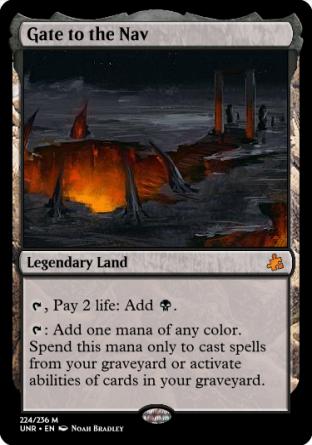 Gate to the Nav
Legendary Land
, Pay 2 life: Add .
: Add one mana of any color.
Spend this mana only to cast spells
from your graveyard or activate
abilities of cards in your graveyard.
224/236 M
UNR • EN Noah Bradley